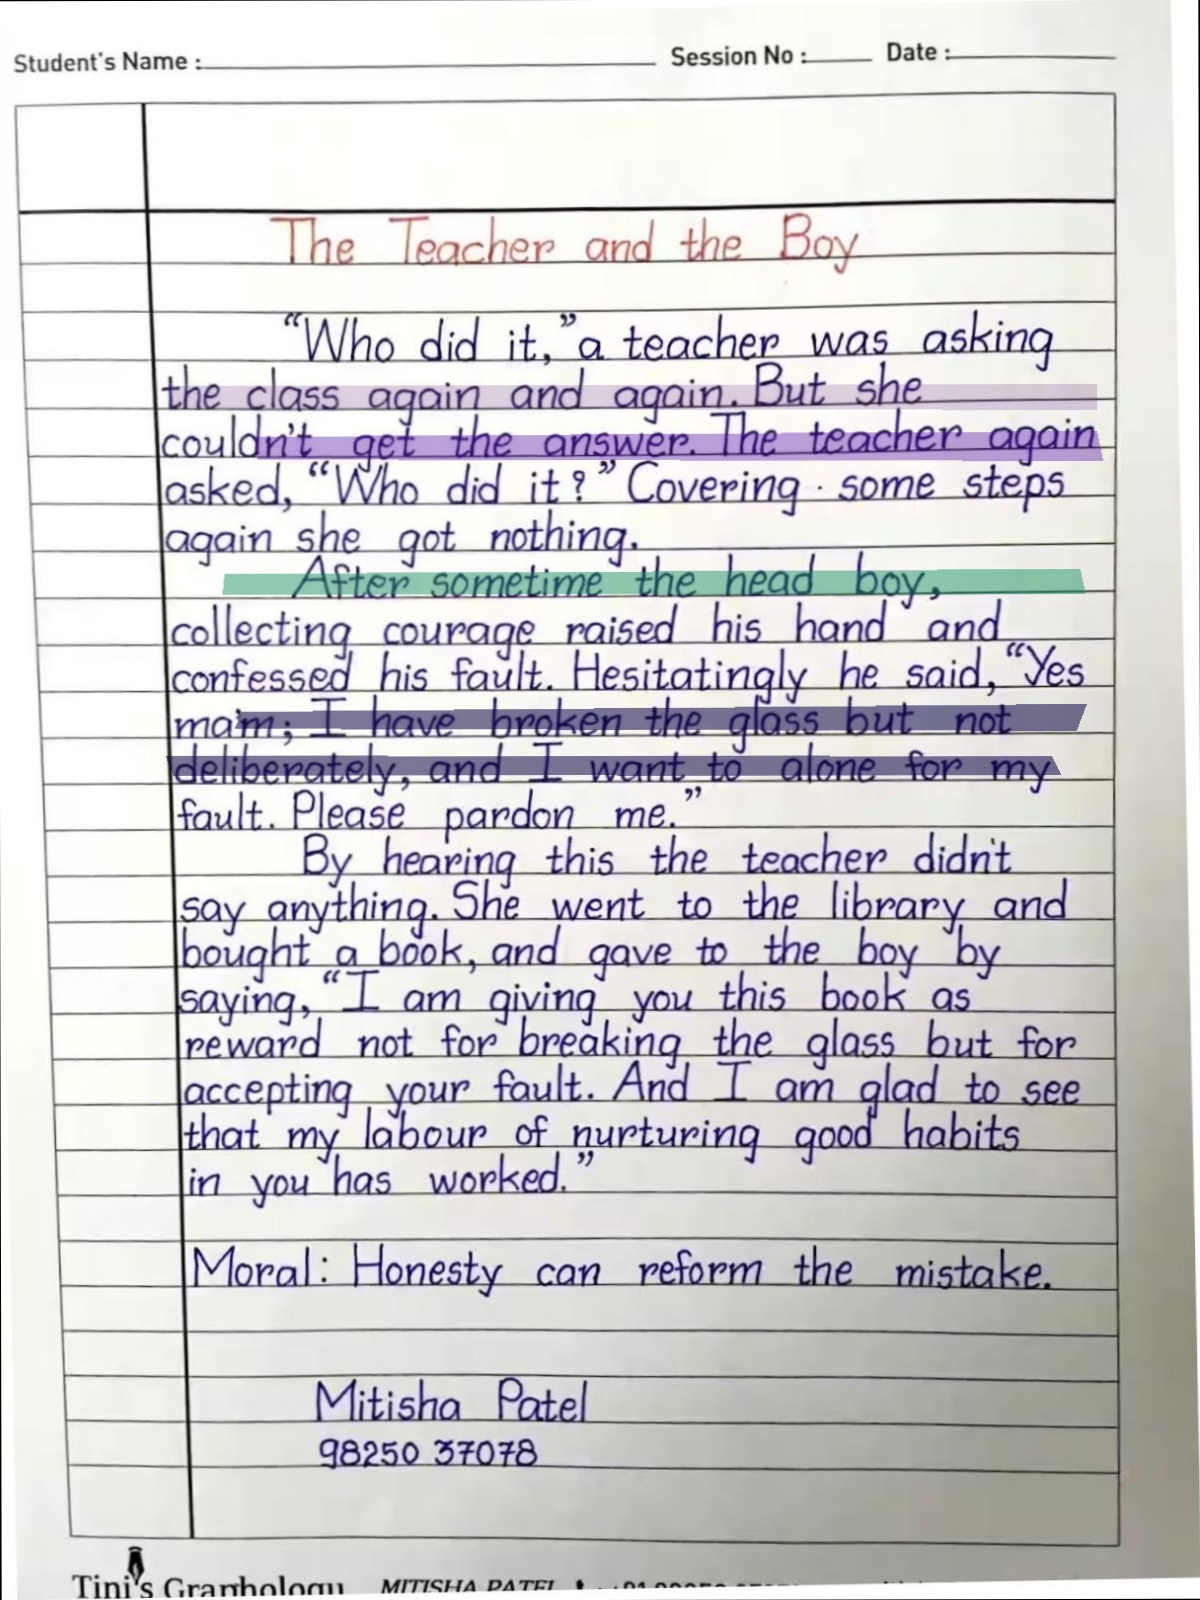 Student's Name : Session No : Date :
The Teacher and the Boy
“Who did it,” a teacher was asking
the class again and again. But she
couldn't get the answer. The teacher again
asked, “Who did it?” Covering some steps
again she got nothing.
After sometime the head boy,
collecting courage raised his hand and
confessed his fault. Hesitatingly he said, “Yes
ma'm; I have broken the glass but not
deliberately, and I want to alone for my
fault. Please pardon me.”
By hearing this the teacher didn't
say anything. She went to the library and
bought a book, and gave to the boy by
saying, “I am giving you this book as
reward not for breaking the glass but for
accepting your fault. And I am glad to see
that my labour of nurturing good habits
in you has worked.”
Moral: Honesty can reform the mistake.
Mitisha Patel
98250 37078
Tini's Graphology MITISHA PATEL